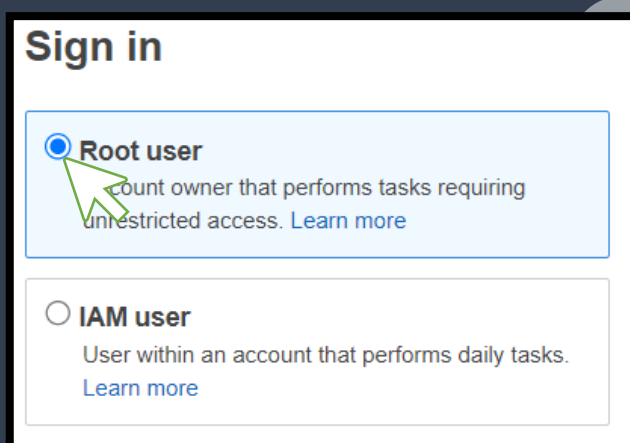 Sign in
Root user
count owner that performs tasks requiring
unrestricted access. Learn more
IAM user
User within an account that performs daily tasks.
Learn more